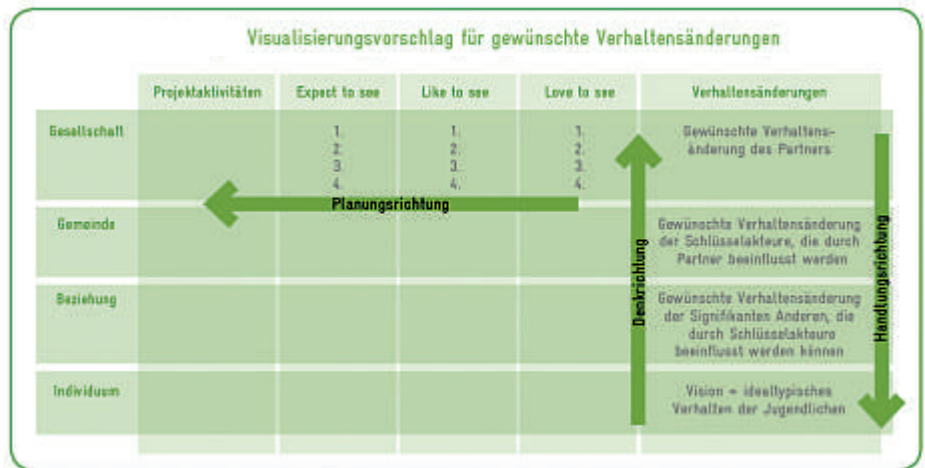 Visualisierungsvorschlag für gewünschte Verhaltensänderungen
Projektaktivitäten
Expect to see
Like to see
Love to see
Verhaltensänderungen
Gesellschaft
1.
2.
3.
4.
1.
2.
3.
4.
1.
2.
3.
4.
Gewünschte Verhaltens-
änderung des Partners
Planungsrichtung
Gemeinde
Gewünschte Verhaltensänderung
der Schlüsselakteure, die durch
Partner beeinflusst werden
Denkrichtung
Handlungsrichtung
Beziehung
Gewünschte Verhaltensänderung
der Signifikanten Anderen, die
durch Schlüsselakteure
beeinflusst werden können
Individuum
Vision = idealtypisches
Verhalten der Jugendlichen